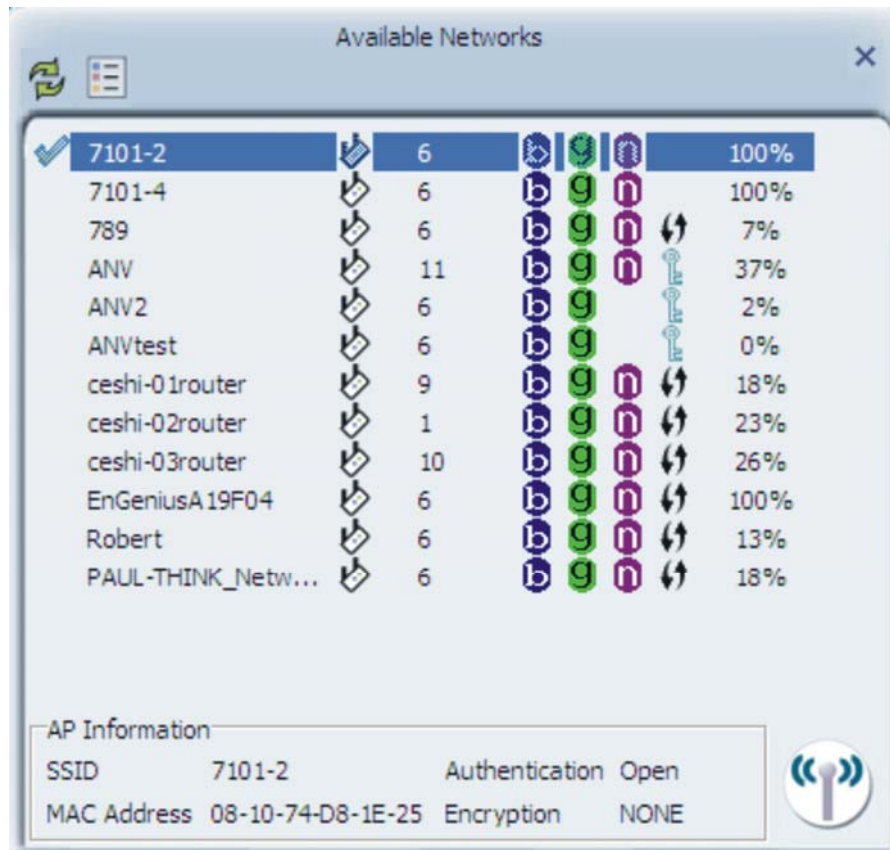 Available Networks
7101-2 6 b g n 100%
7101-4 6 b g n 100%
789 6 b g n 7%
ANV 11 b g n 37%
ANV2 6 b g 2%
ANVtest 6 b g 0%
ceshi-01router 9 b g n 18%
ceshi-02router 1 b g n 23%
ceshi-03router 10 b g n 26%
EnGeniusA19F04 6 b g n 100%
Robert 6 b g n 13%
PAUL-THINK_Netw... 6 b g n 18%
AP Information
SSID 7101-2 Authentication Open
MAC Address 08-10-74-D8-1E-25 Encryption NONE